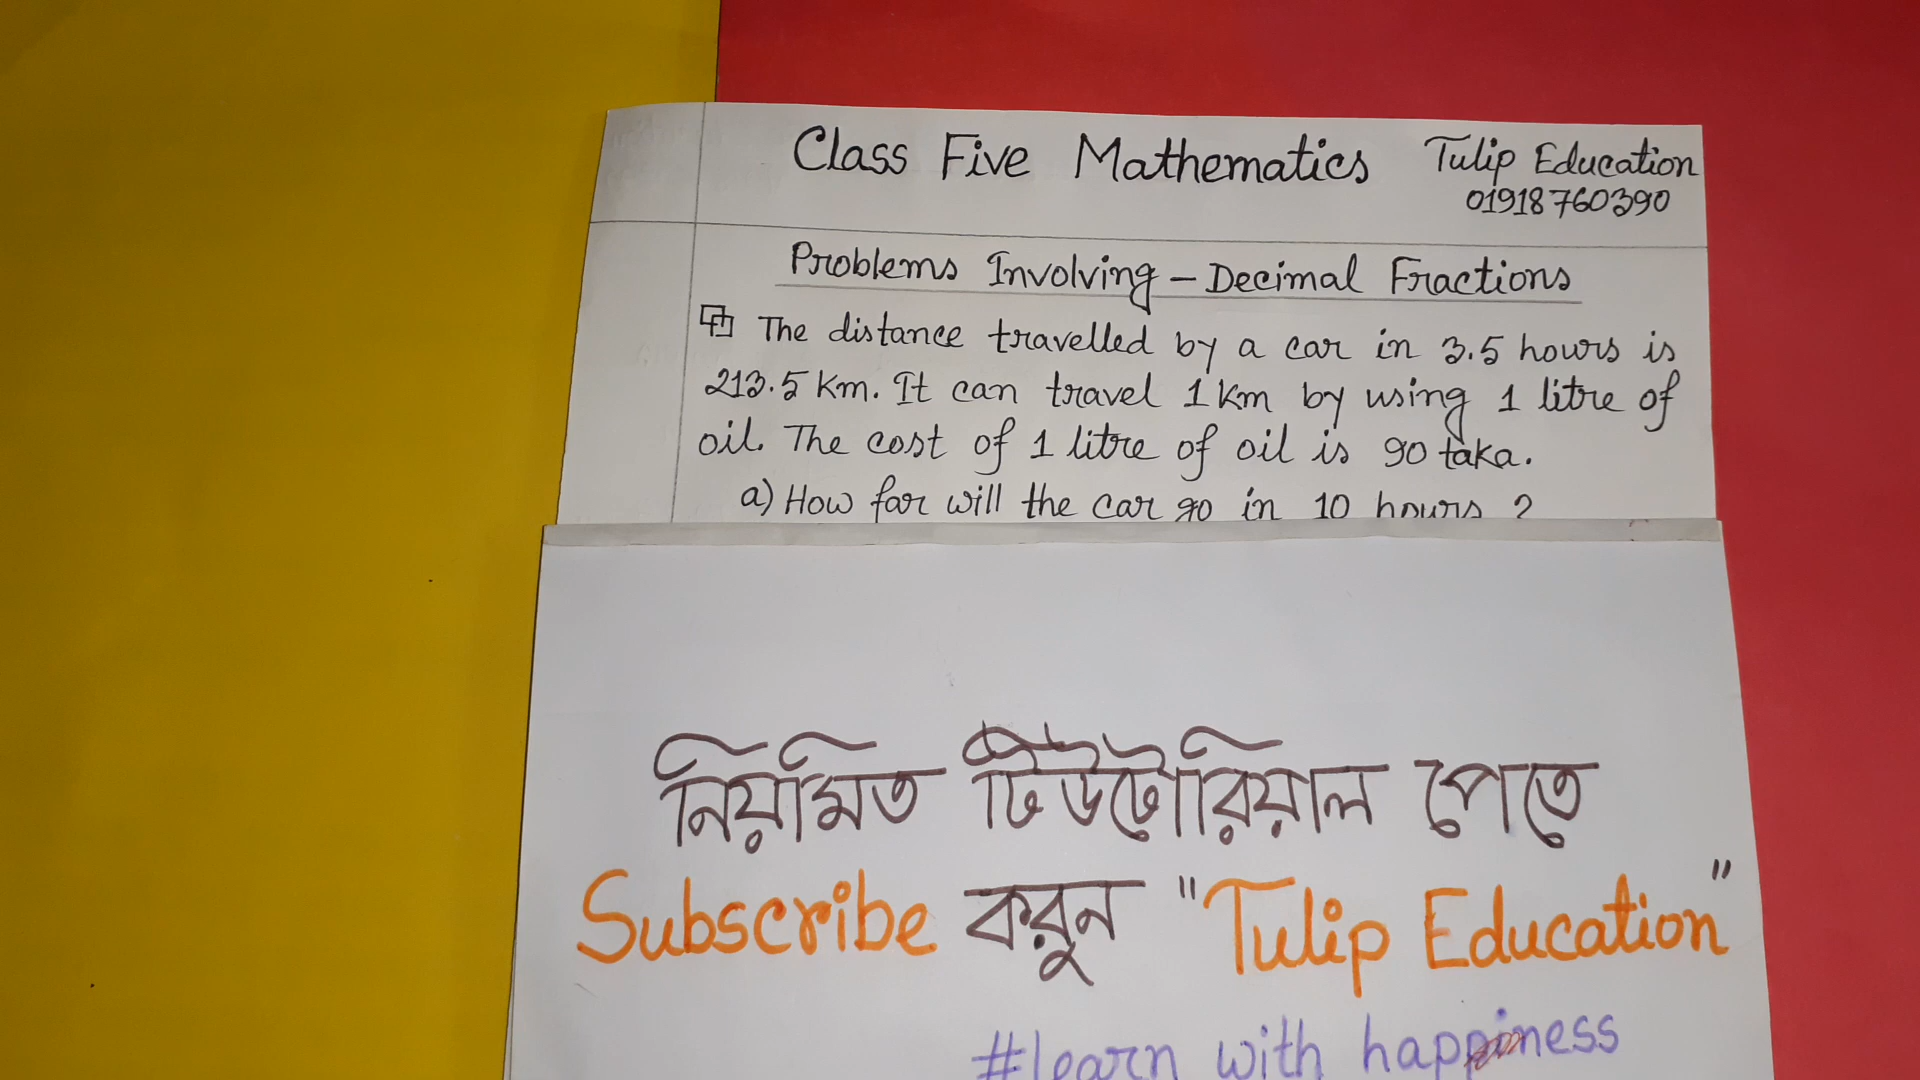 Class Five Mathematics Tulip Education
01918760390
Problems Involving - Decimal Fractions
The distance travelled by a car in 3.5 hours is
213.5 km. It can travel 1 km by using 1 litre of
oil. The cost of 1 litre of oil is 90 taka.
a) How far will the car go in 10 hours ?
নিয়মিত টিউটোরিয়াল পেতে
Subscribe করুন "Tulip Education"
#learn with happiness